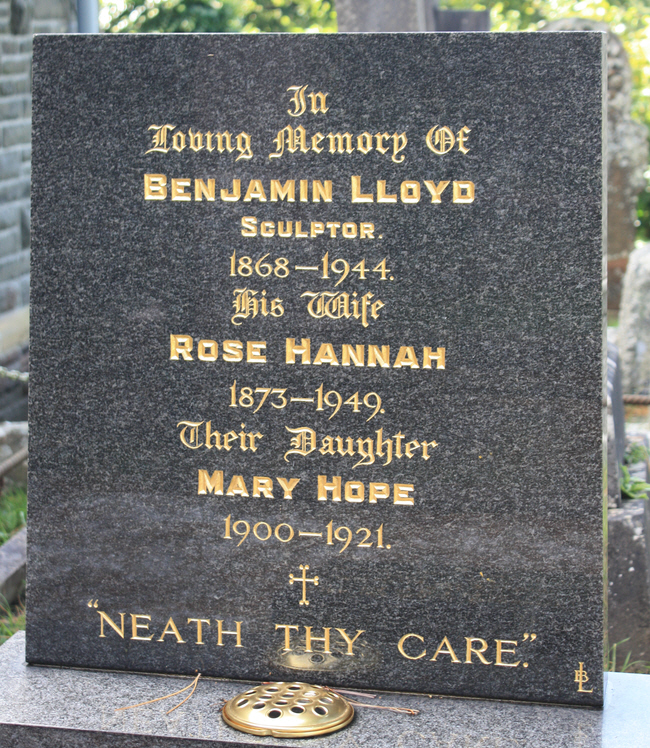 In
Loving Memory Of
BENJAMIN LLOYD
SCULPTOR.
1868–1944.
His Wife
ROSE HANNAH
1873–1949.
Their Daughter
MARY HOPE
1900–1921.
"NEATH THY CARE."
BL